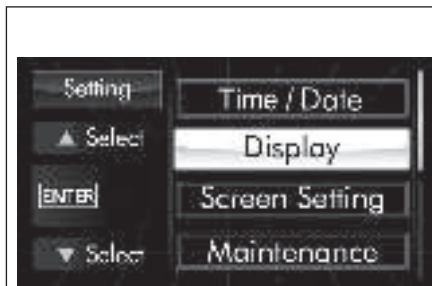 Setting
Time / Date
▲ Select
Display
ENTER
Screen Setting
▼ Select
Maintenance